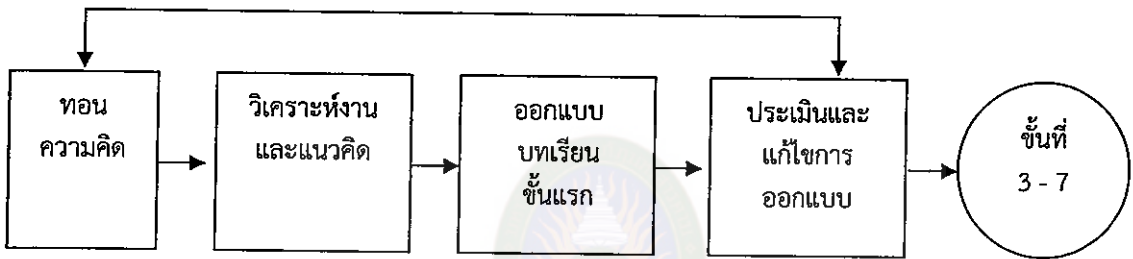 ทอน
ความคิด
วิเคราะห์งาน
และแนวคิด
ออกแบบ
บทเรียน
ขั้นแรก
ประเมินและ
แก้ไขการ
ออกแบบ
ขั้นที่
3 - 7